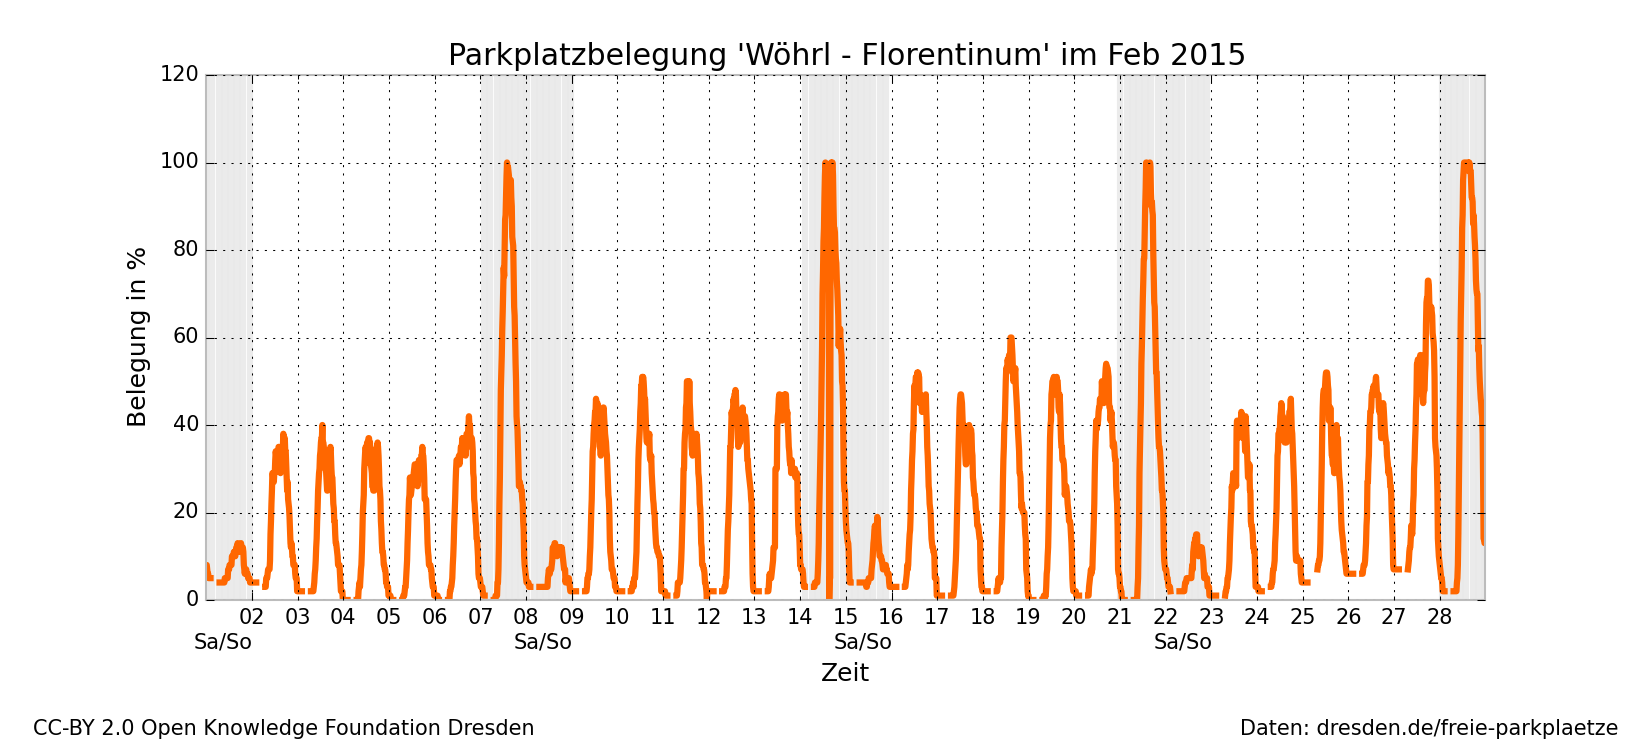 Parkplatzbelegung 'Wöhrl - Florentinum' im Feb 2015
120
100
80
60
40
20
0
Belegung in %
02 03 04 05 06 07 08 09 10 11 12 13 14 15 16 17 18 19 20 21 22 23 24 25 26 27 28
Sa/So Sa/So Sa/So Sa/So
Zeit
CC-BY 2.0 Open Knowledge Foundation Dresden
Daten: dresden.de/freie-parkplaetze